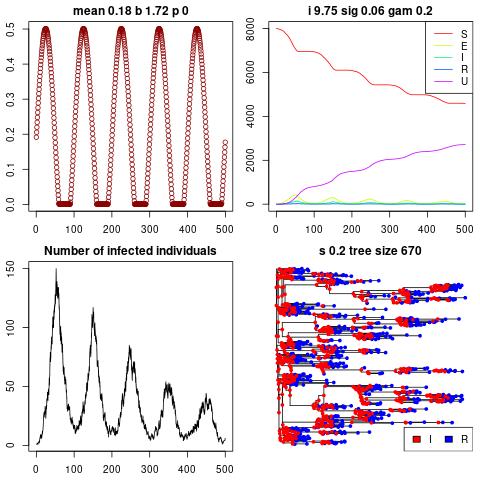 mean 0.18 b 1.72 p 0
0.0 0.1 0.2 0.3 0.4 0.5
0 100 200 300 400 500
i 9.75 sig 0.06 gam 0.2
0 2000 4000 6000 8000
0 100 200 300 400 500
S
E
I
R
U
Number of infected individuals
0 50 100 150
0 100 200 300 400 500
s 0.2 tree size 670
I R